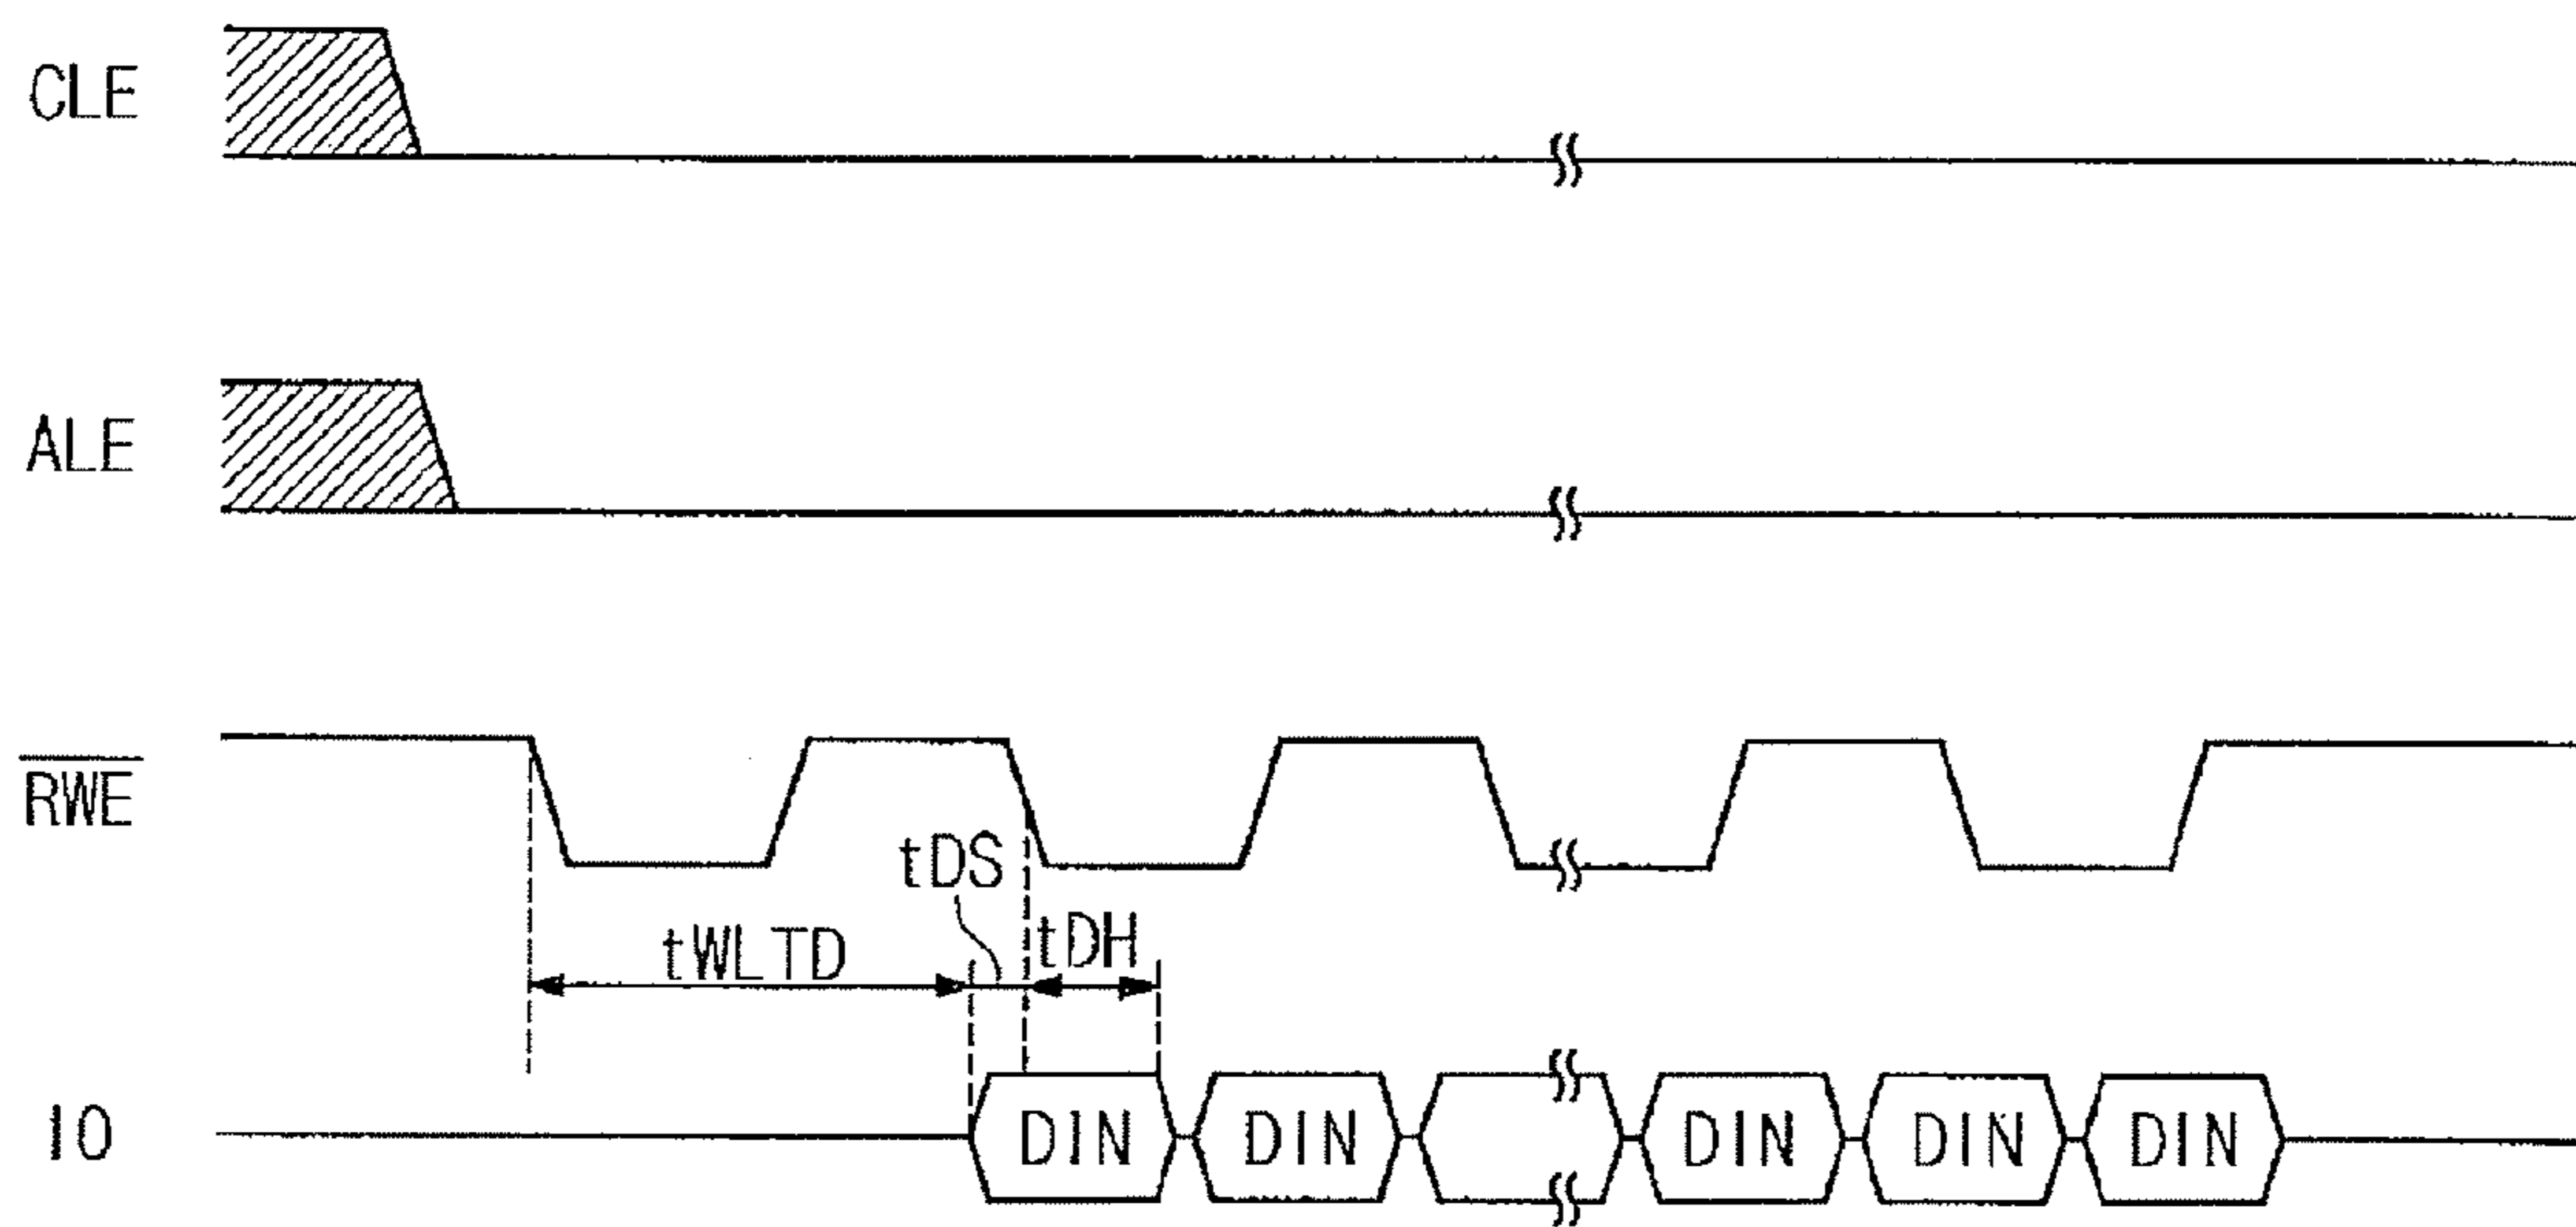 CLE
ALE
RWE
tDS
tWLTD
tDH
IO
DIN DIN DIN DIN DIN